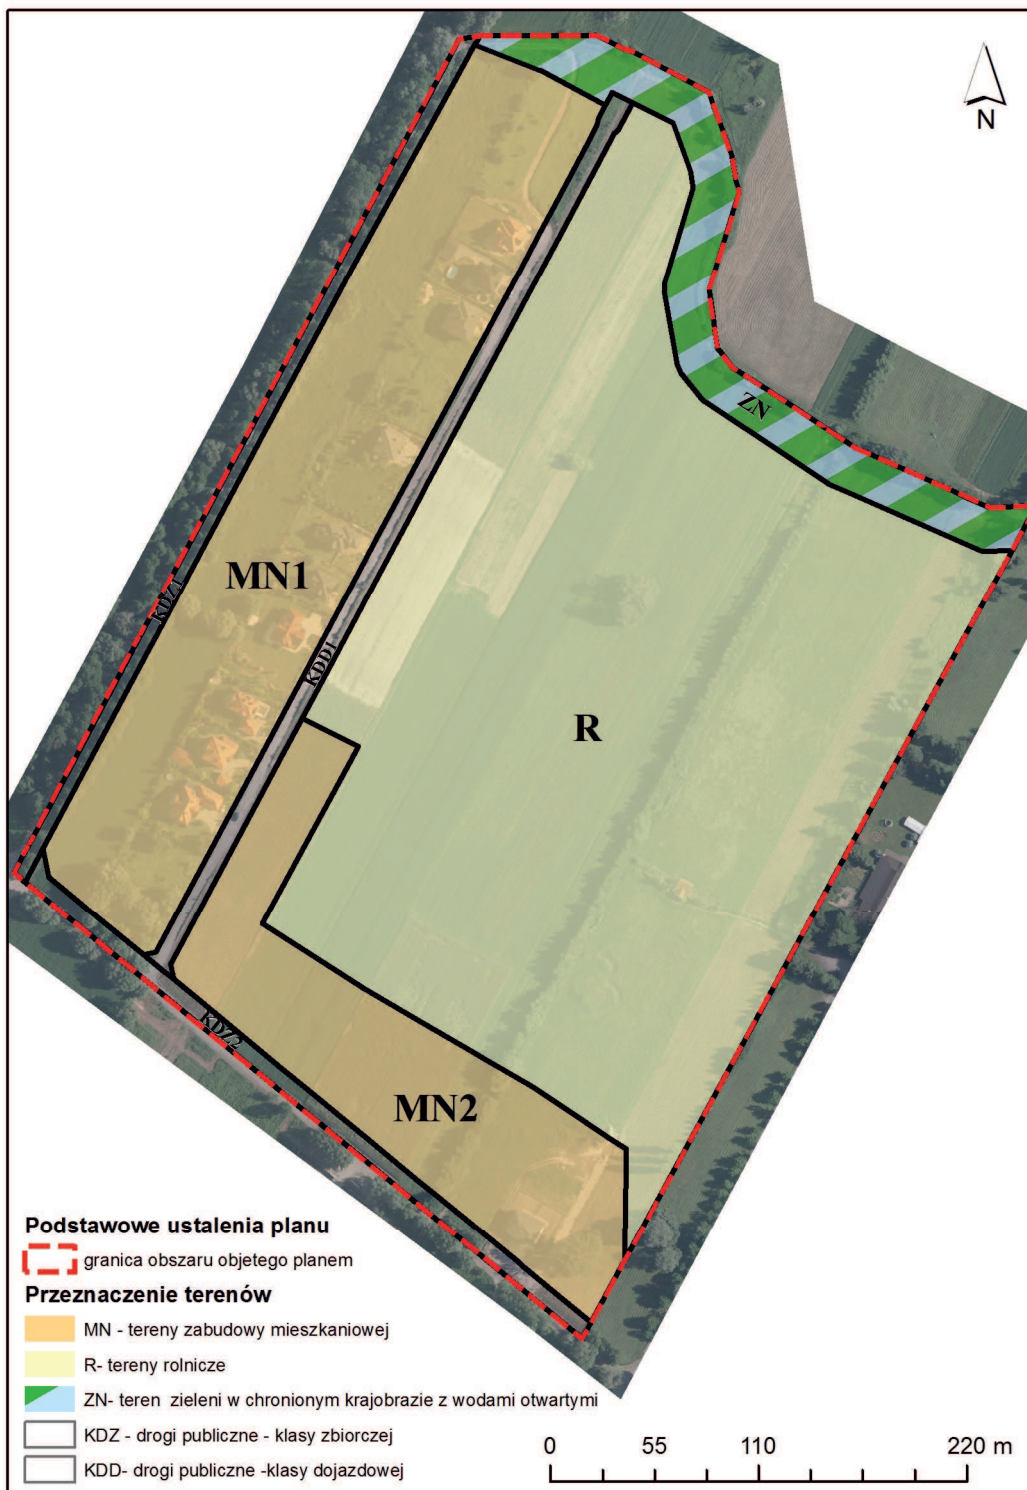 N
ZN
MN1
KDZ1
KDD1
R
KDZ2
MN2
Podstawowe ustalenia planu
granica obszaru objetego planem
Przeznaczenie terenów
MN - tereny zabudowy mieszkaniowej
R- tereny rolnicze
ZN- teren zieleni w chronionym krajobrazie z wodami otwartymi
KDZ - drogi publiczne - klasy zbiorczej
KDD- drogi publiczne -klasy dojazdowej
0 55 110 220 m